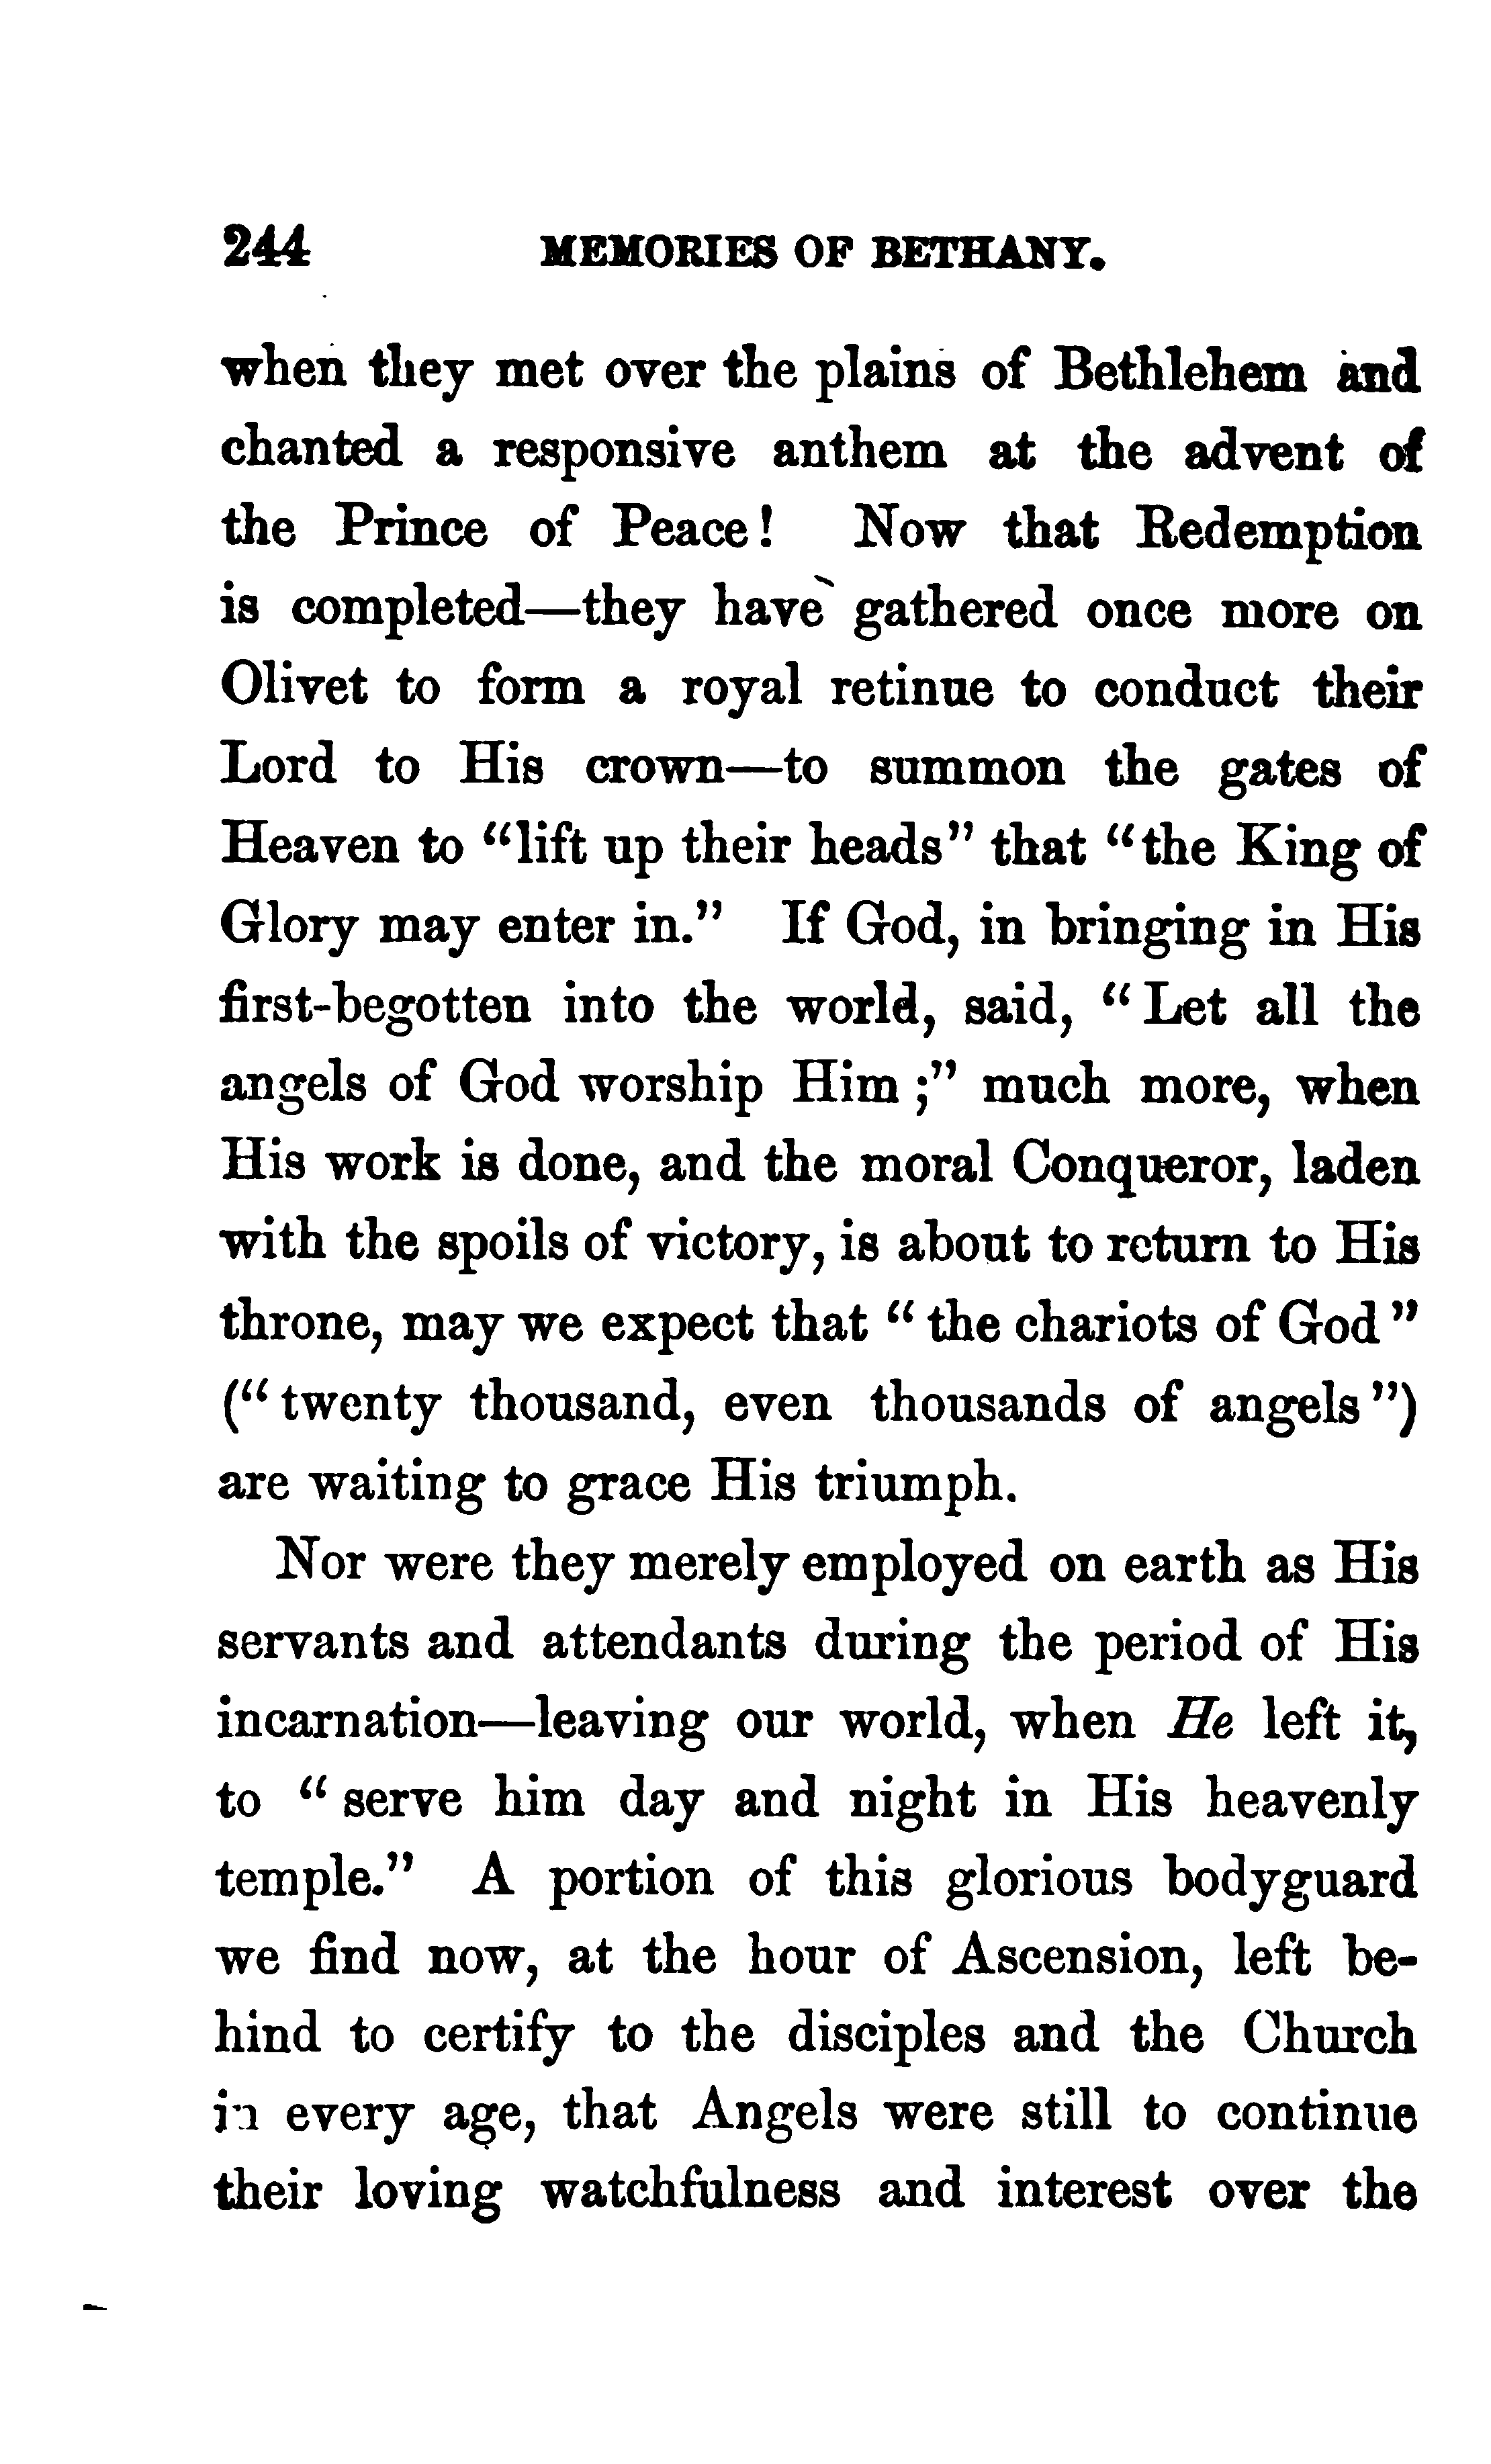 244 MEMORIES OF BETHANY.
when they met over the plains of Bethlehem and
chanted a responsive anthem at the advent of
the Prince of Peace! Now that Redemption
is completed—they have gathered once more on
Olivet to form a royal retinue to conduct their
Lord to His crown—to summon the gates of
Heaven to "lift up their heads" that "the King of
Glory may enter in." If God, in bringing in His
first-begotten into the world, said, "Let all the
angels of God worship Him;" much more, when
His work is done, and the moral Conqueror, laden
with the spoils of victory, is about to return to His
throne, may we expect that "the chariots of God"
("twenty thousand, even thousands of angels")
are waiting to grace His triumph.
Nor were they merely employed on earth as His
servants and attendants during the period of His
incarnation—leaving our world, when He left it,
to "serve him day and night in His heavenly
temple." A portion of this glorious bodyguard
we find now, at the hour of Ascension, left be-
hind to certify to the disciples and the Church
in every age, that Angels were still to continue
their loving watchfulness and interest over the